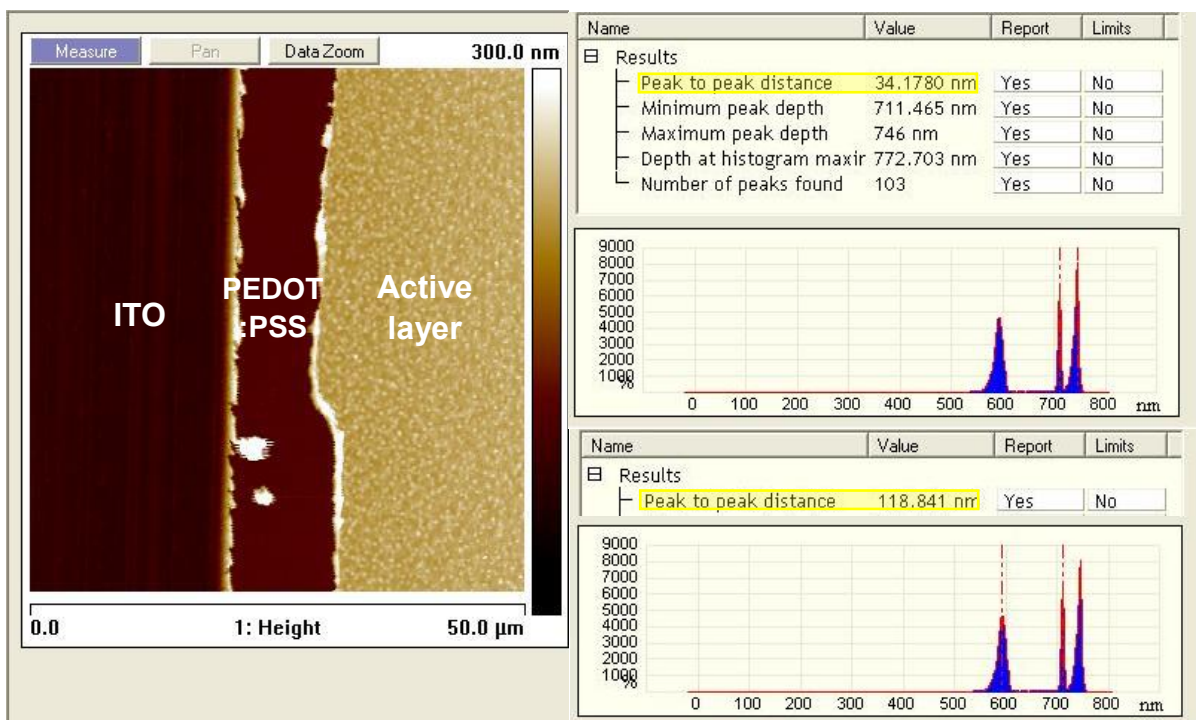 Measure Pan Data Zoom 300.0 nm
ITO
PEDOT
:PSS
Active
layer
0.0 1: Height 50.0 µm
Name Value Report Limits
Results
Peak to peak distance 34.1780 nm Yes No
Minimum peak depth 711.465 nm Yes No
Maximum peak depth 746 nm Yes No
Depth at histogram maxir 772.703 nm Yes No
Number of peaks found 103 Yes No
9000
8000
7000
6000
5000
4000
3000
2000
1000
%
0 100 200 300 400 500 600 700 800 nm
Name Value Report Limits
Results
Peak to peak distance 118.841 nm Yes No
9000
8000
7000
6000
5000
4000
3000
2000
1000
%
0 100 200 300 400 500 600 700 800 nm